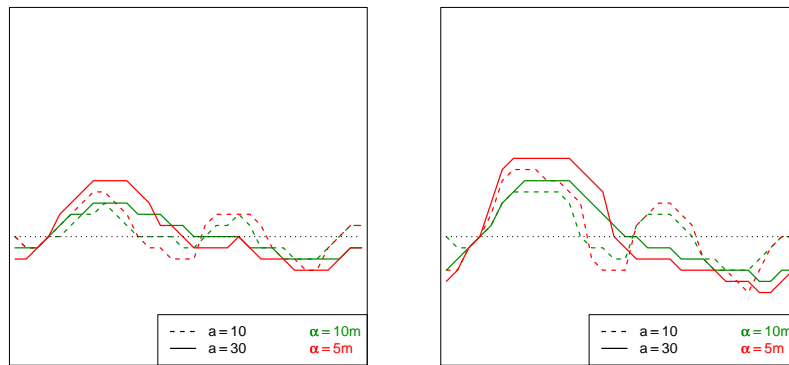 a = 10 α = 10m
a = 30 α = 5m
a = 10 α = 10m
a = 30 α = 5m